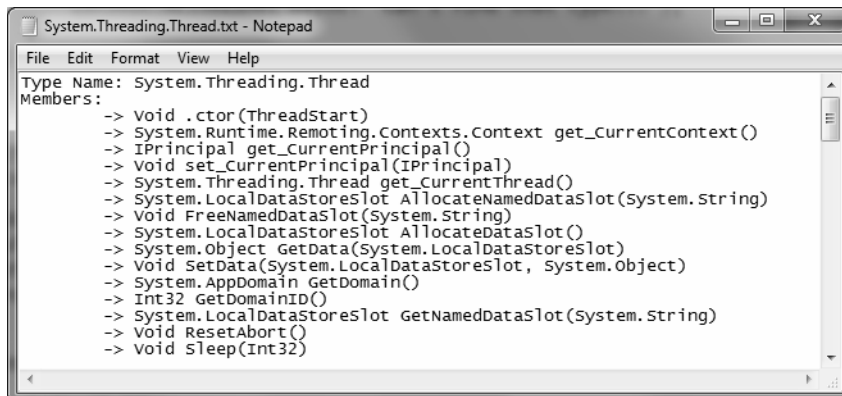 System.Threading.Thread.txt - Notepad
File Edit Format View Help
Type Name: System.Threading.Thread
Members:
-> Void .ctor(ThreadStart)
-> System.Runtime.Remoting.Contexts.Context get_CurrentContext()
-> IPrincipal get_CurrentPrincipal()
-> Void set_CurrentPrincipal(IPrincipal)
-> System.Threading.Thread get_CurrentThread()
-> System.LocalDataStoreSlot AllocateNamedDataSlot(System.String)
-> Void FreeNamedDataSlot(System.String)
-> System.LocalDataStoreSlot AllocateDataSlot()
-> System.Object GetData(System.LocalDataStoreSlot)
-> Void SetData(System.LocalDataStoreSlot, System.Object)
-> System.AppDomain GetDomain()
-> Int32 GetDomainID()
-> System.LocalDataStoreSlot GetNamedDataSlot(System.String)
-> Void ResetAbort()
-> Void Sleep(Int32)